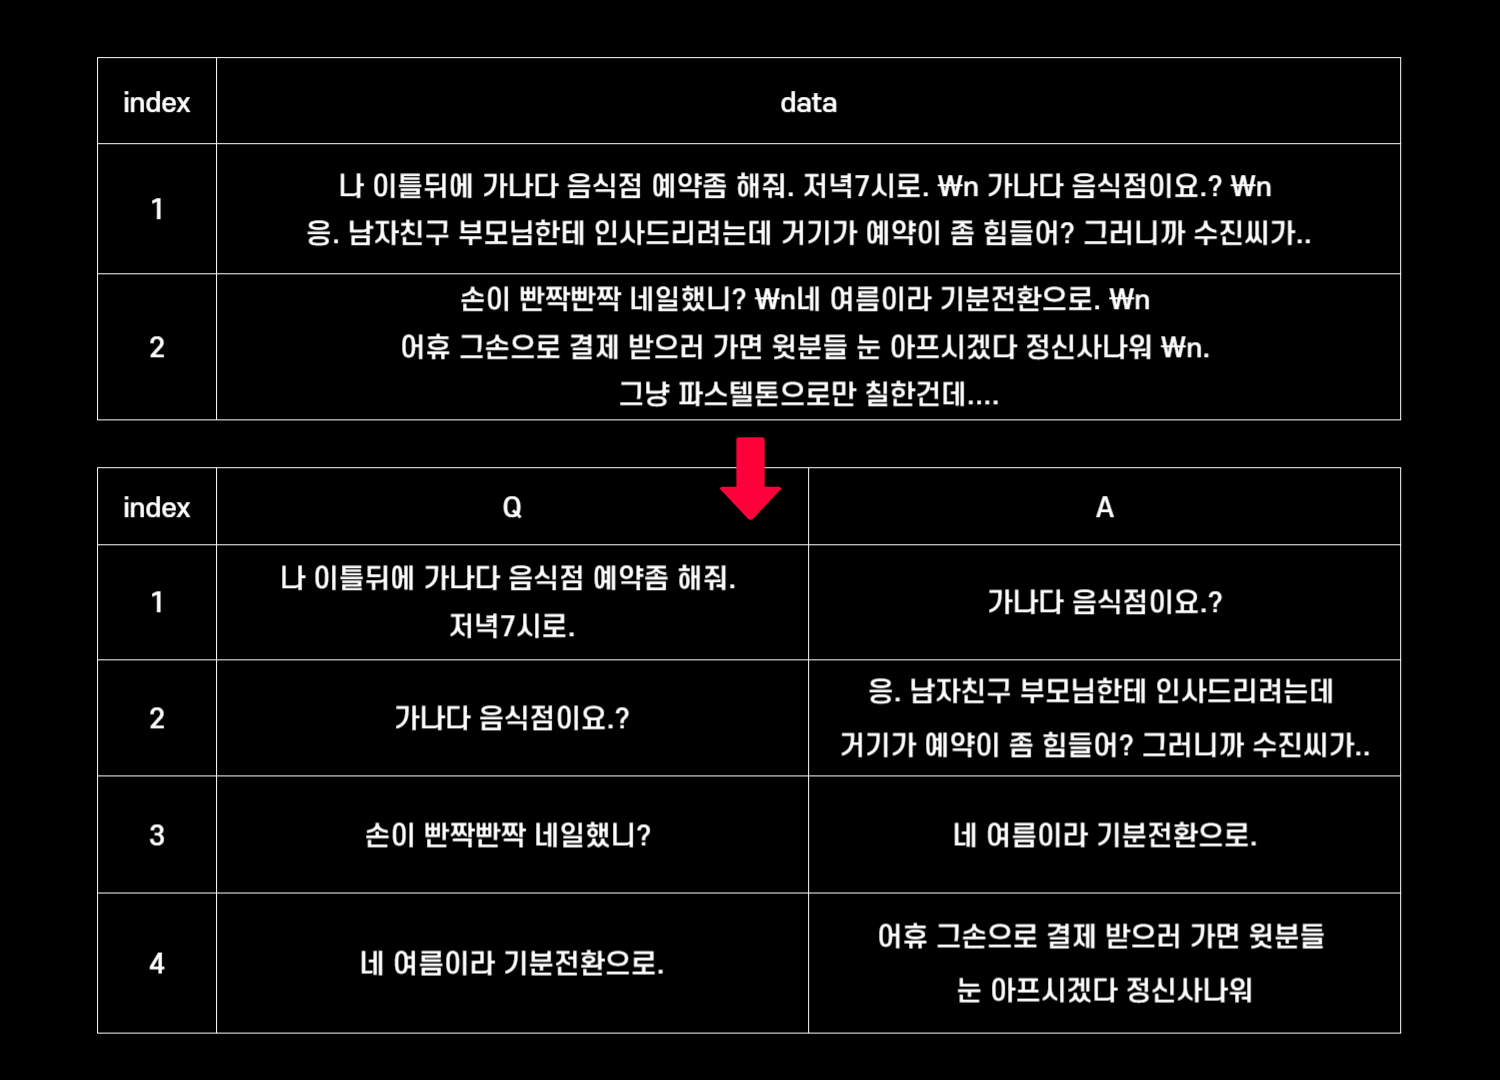 index data
1
나 이틀뒤에 가나다 음식점 예약좀 해줘. 저녁7시로. ₩n 가나다 음식점이요.? ₩n
응. 남자친구 부모님한테 인사드리려는데 거기가 예약이 좀 힘들어? 그러니까 수진씨가..
2
손이 빤짝빤짝 네일했니? ₩n네 여름이라 기분전환으로. ₩n
어휴 그손으로 결제 받으러 가면 윗분들 눈 아프시겠다 정신사나워 ₩n.
그냥 파스텔톤으로만 칠한건데....
index Q A
1
나 이틀뒤에 가나다 음식점 예약좀 해줘.
저녁7시로.
가나다 음식점이요.?
2
가나다 음식점이요.?
응. 남자친구 부모님한테 인사드리려는데
거기가 예약이 좀 힘들어? 그러니까 수진씨가..
3
손이 빤짝빤짝 네일했니?
네 여름이라 기분전환으로.
4
네 여름이라 기분전환으로.
어휴 그손으로 결제 받으러 가면 윗분들
눈 아프시겠다 정신사나워